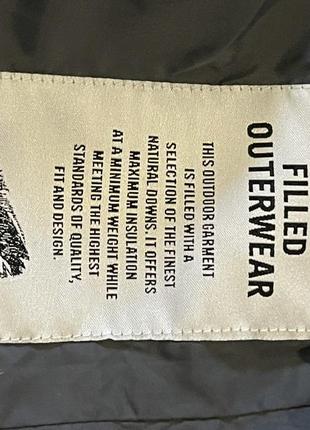 FILLED
OUTERWEAR
THIS OUTDOOR GARMENT
IS FILLED WITH A
SELECTION OF THE FINEST
NATURAL DOWNS. IT OFFERS
MAXIMUM INSULATION
AT A MINIMUM WEIGHT WHILE
MEETING THE HIGHEST
STANDARDS OF QUALITY,
FIT AND DESIGN.